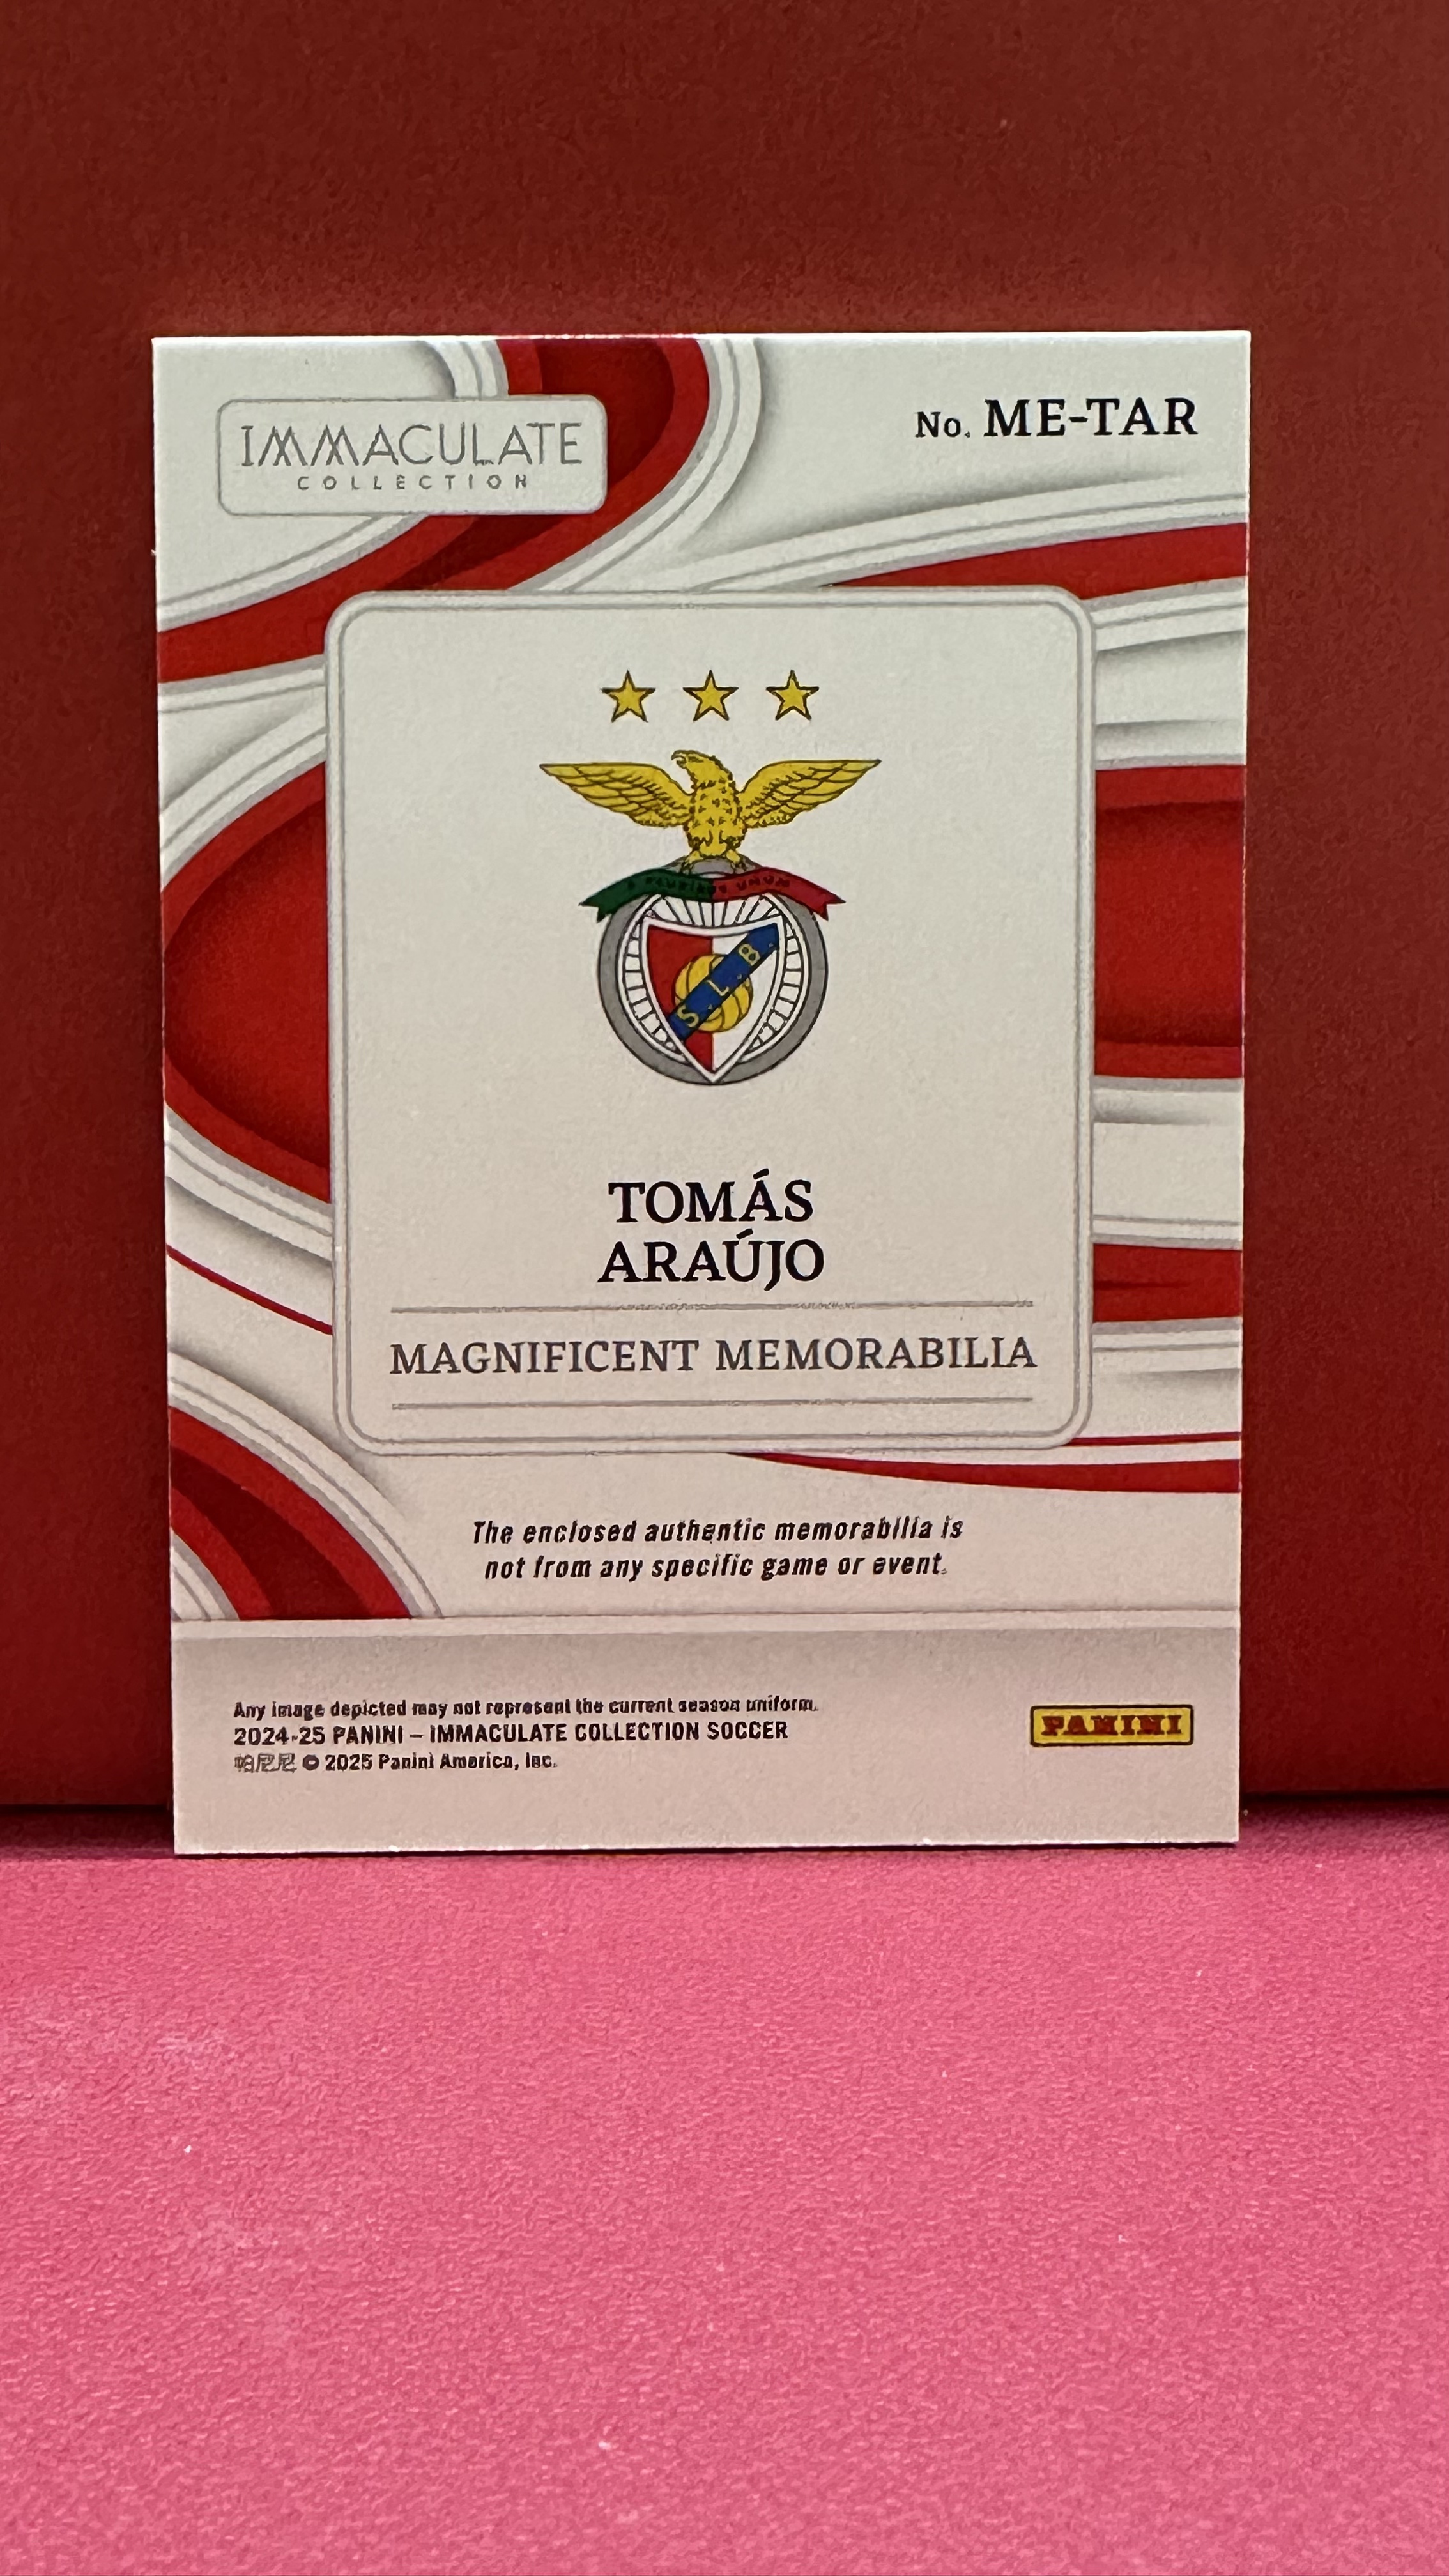 IMMACULATE
COLLECTION
No. ME-TAR
E PLURIBUS UNUM
S L B
TOMÁS
ARAÚJO
MAGNIFICENT MEMORABILIA
The enclosed authentic memorabilia is
not from any specific game or event.
Any image depicted may not represent the current season uniform.
2024-25 PANINI – IMMACULATE COLLECTION SOCCER
帕尼尼 © 2025 Panini America, Inc.
PANINI